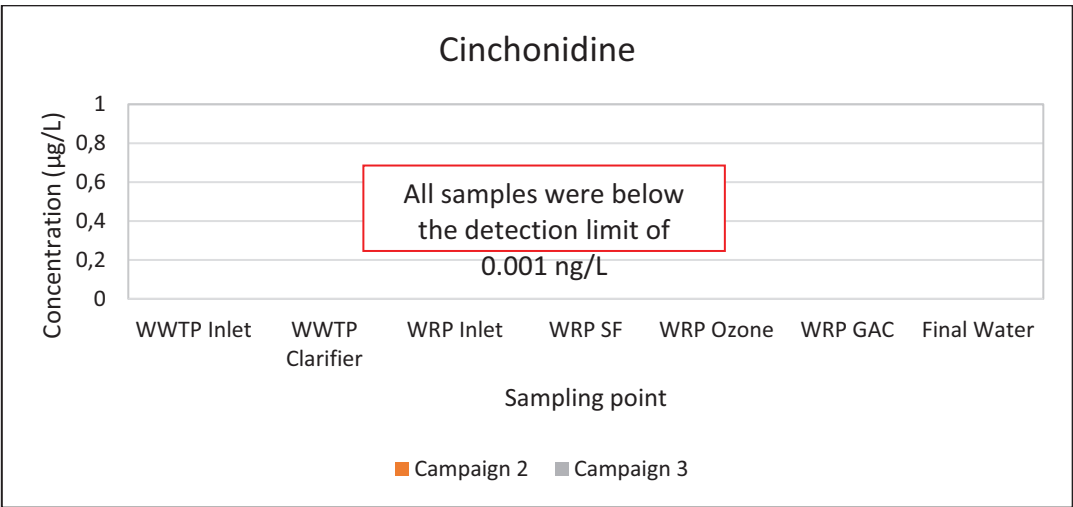 Cinchonidine
Concentration (µg/L)
1
0,8
0,6
0,4
0,2
0
All samples were below
the detection limit of
0.001 ng/L
WWTP Inlet
WWTP
Clarifier
WRP Inlet
WRP SF
WRP Ozone
WRP GAC
Final Water
Sampling point
Campaign 2
Campaign 3